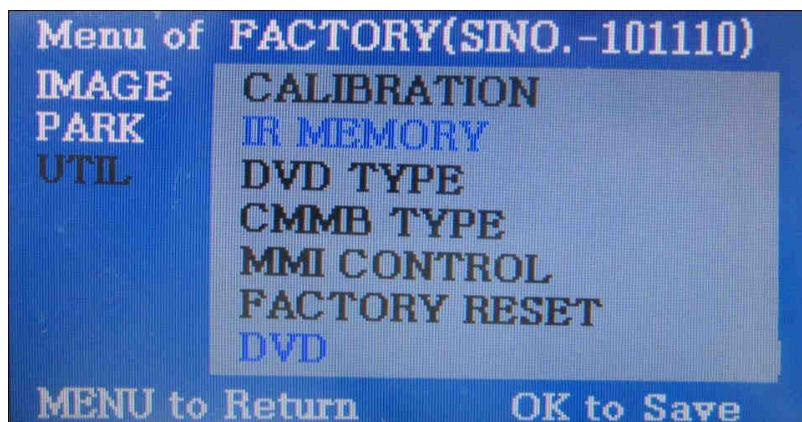 Menu of FACTORY(SINO.-101110)
IMAGE
PARK
UTIL
CALIBRATION
IR MEMORY
DVD TYPE
CMMB TYPE
MMI CONTROL
FACTORY RESET
DVD
MENU to Return OK to Save